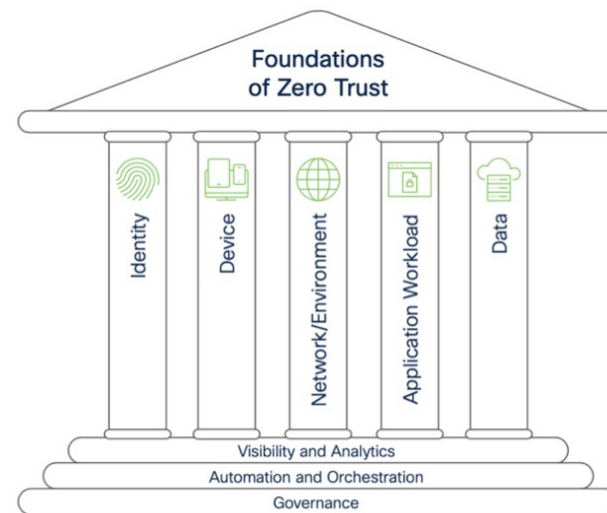 Foundations
of Zero Trust
Identity
Device
Network/Environment
Application Workload
Data
Visibility and Analytics
Automation and Orchestration
Governance